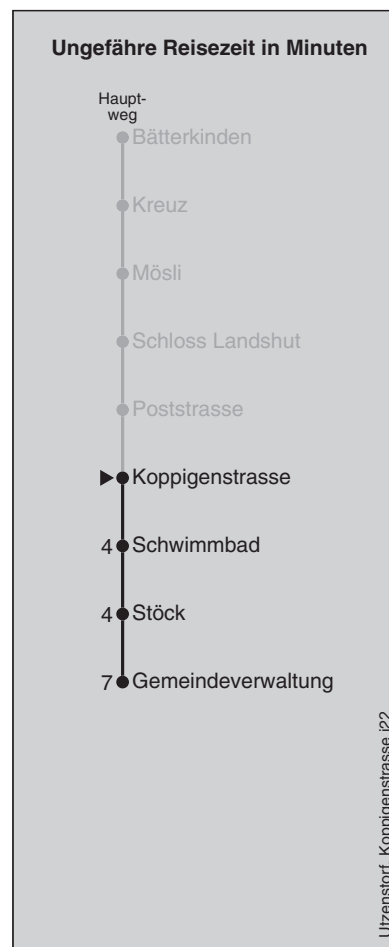 Ungefähre Reisezeit in Minuten
Haupt-
weg
Bätterkinden
Kreuz
Mösli
Schloss Landshut
Poststrasse
Koppigenstrasse
4 Schwimmbad
4 Stöck
7 Gemeindeverwaltung
Utzenstorf, Koppigenstrasse j22